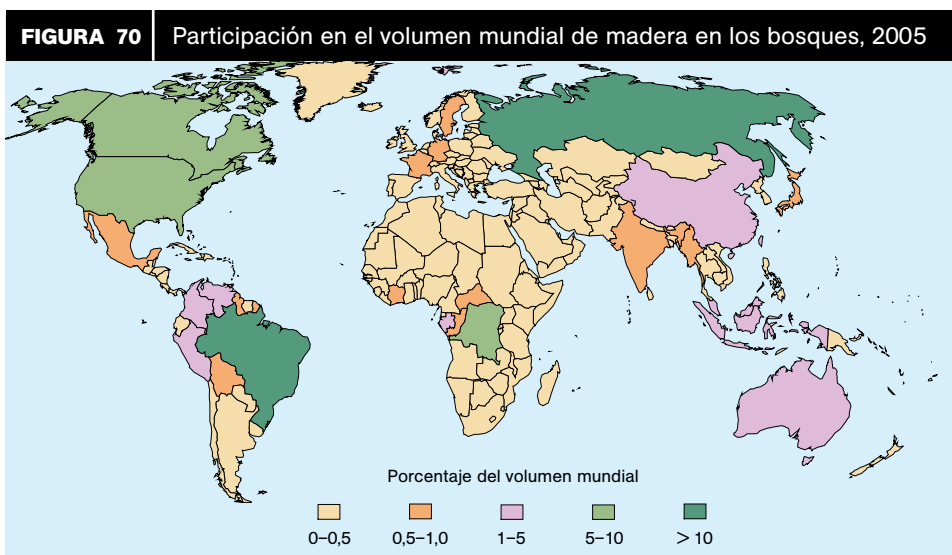 FIGURA 70 Participación en el volumen mundial de madera en los bosques, 2005
Porcentaje del volumen mundial
0–0,5 0,5–1,0 1–5 5–10 > 10